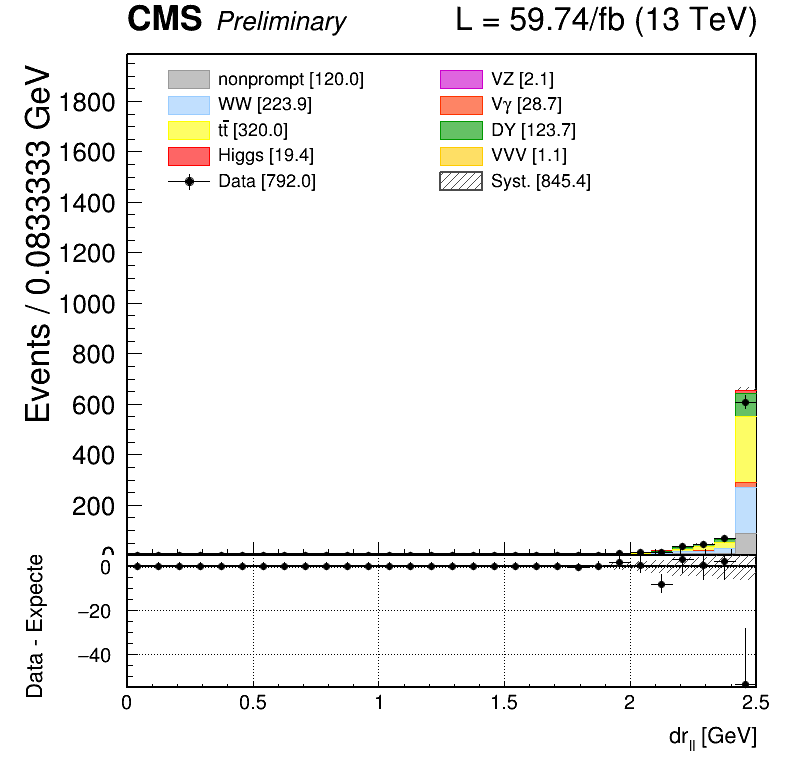 CMS Preliminary L = 59.74/fb (13 TeV)
Events / 0.0833333 GeV
1800
1600
1400
1200
1000
800
600
400
200
0
nonprompt [120.0]
WW [223.9]
tt̄ [320.0]
Higgs [19.4]
Data [792.0]
VZ [2.1]
Vγ [28.7]
DY [123.7]
VVV [1.1]
Syst. [845.4]
Data - Expecte
0
−20
−40
0 0.5 1 1.5 2 2.5
dr_ll [GeV]